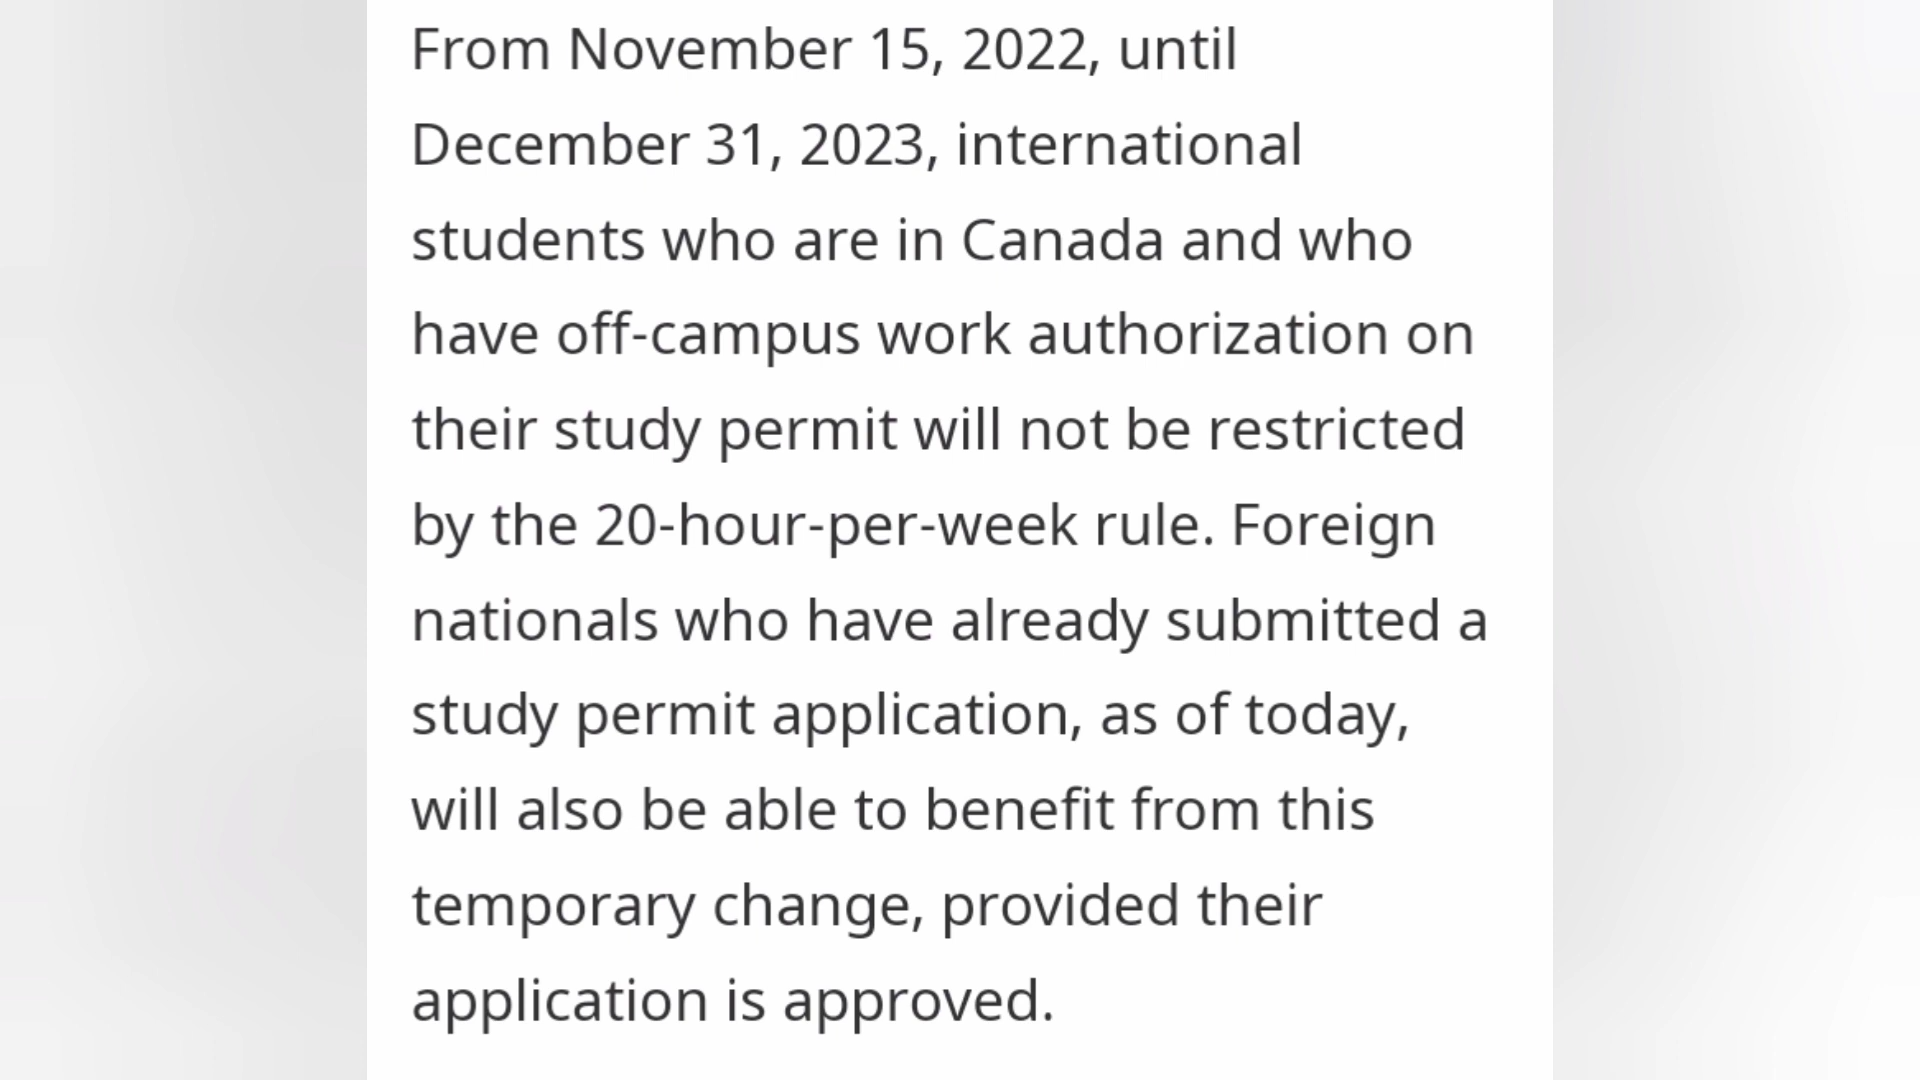 From November 15, 2022, until
December 31, 2023, international
students who are in Canada and who
have off-campus work authorization on
their study permit will not be restricted
by the 20-hour-per-week rule. Foreign
nationals who have already submitted a
study permit application, as of today,
will also be able to benefit from this
temporary change, provided their
application is approved.